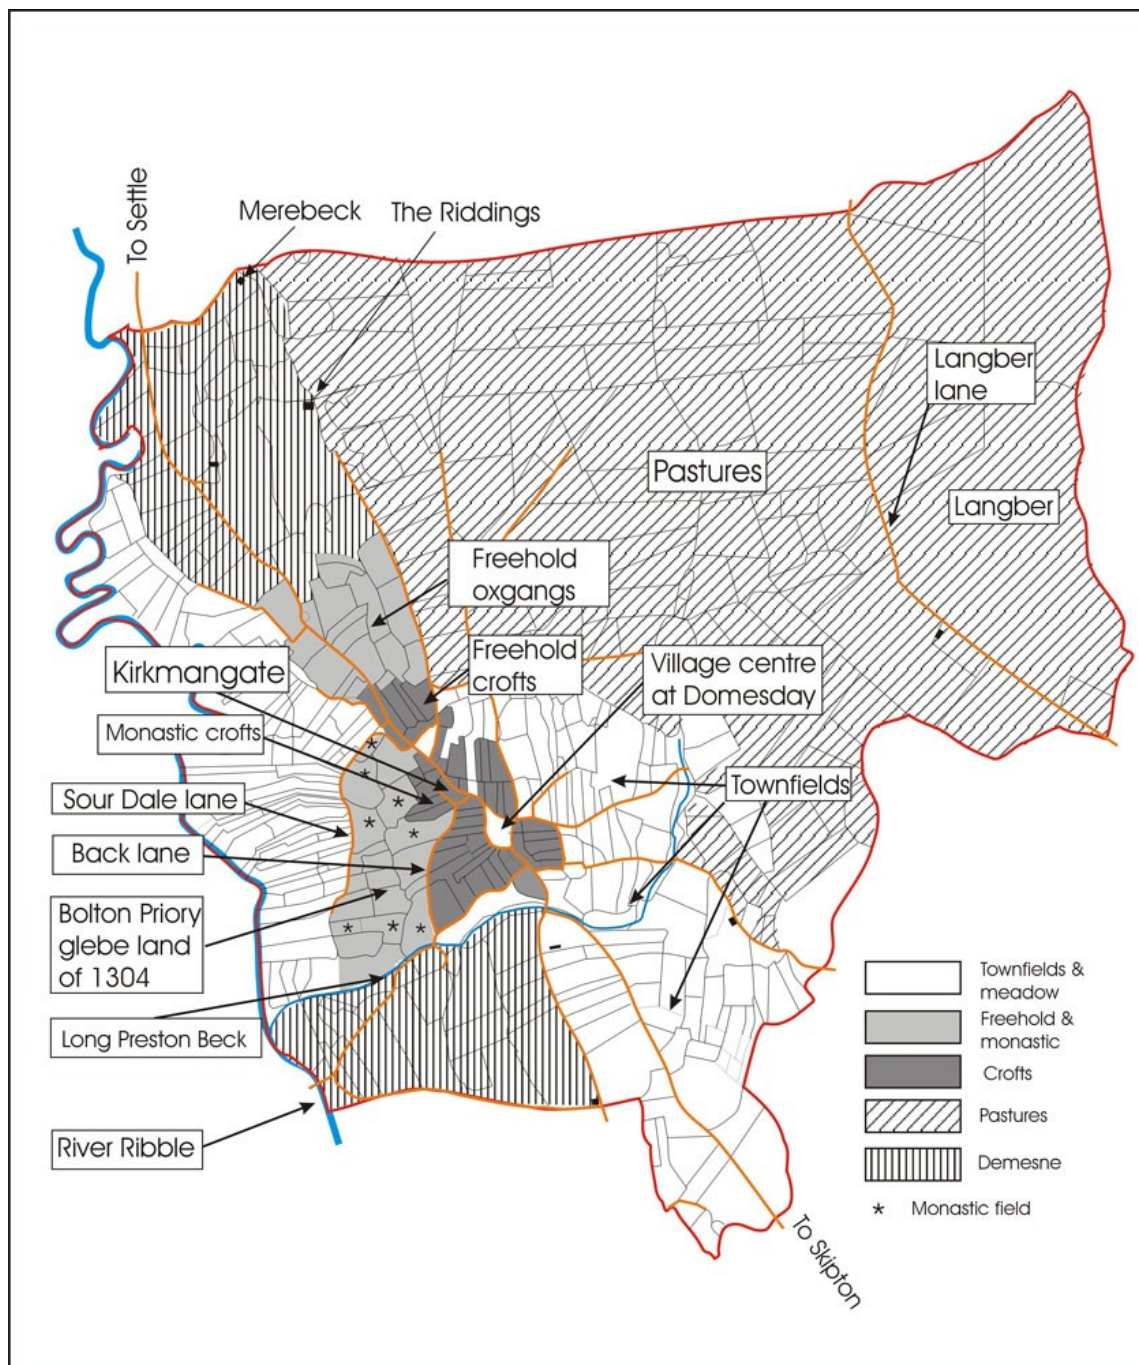 To Settle
Merebeck
The Riddings
Langber
lane
Pastures
Langber
Freehold
oxgangs
Kirkmangate
Freehold
crofts
Village centre
at Domesday
Monastic crofts
Sour Dale lane
Townfields
Back lane
Bolton Priory
glebe land
of 1304
Long Preston Beck
River Ribble
Townfields &
meadow
Freehold &
monastic
Crofts
Pastures
Demesne
* Monastic field
To Skipton